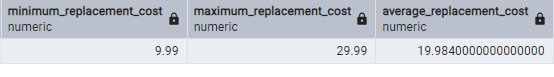 minimum_replacement_cost maximum_replacement_cost average_replacement_cost
numeric numeric numeric
9.99 29.99 19.9840000000000000